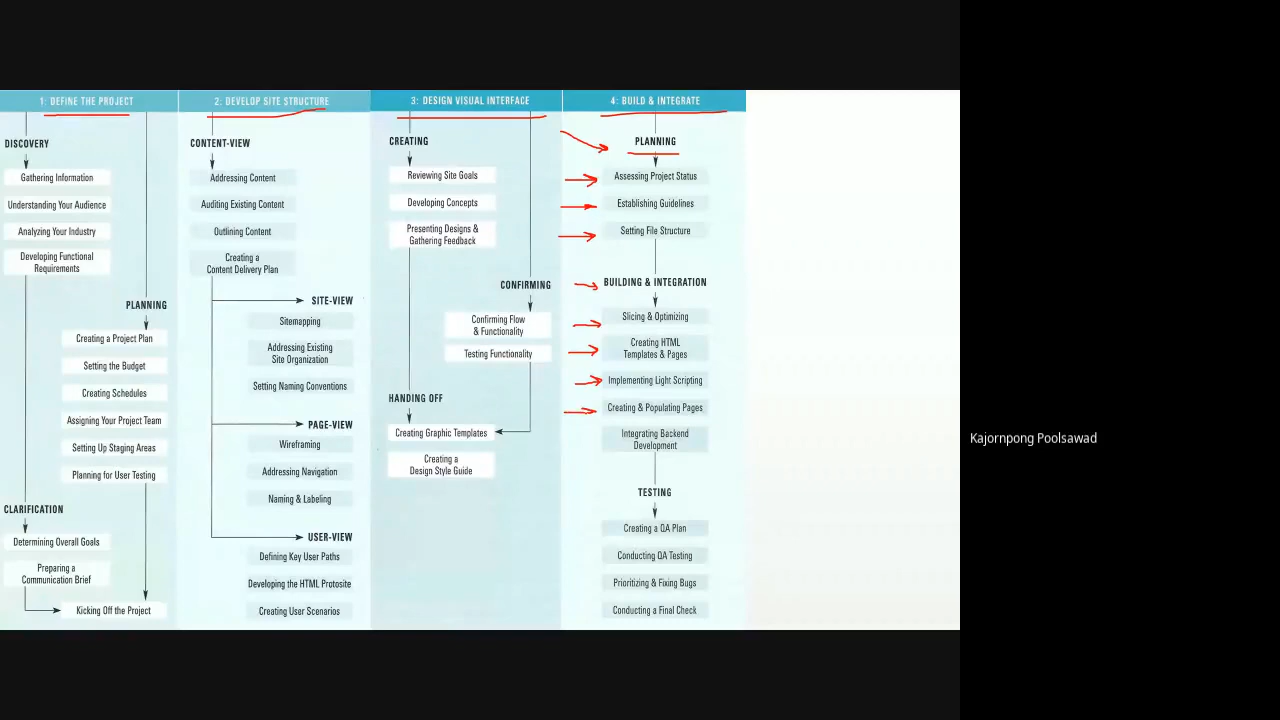 1: DEFINE THE PROJECT
DISCOVERY
Gathering Information
Understanding Your Audience
Analyzing Your Industry
Developing Functional
Requirements
PLANNING
Creating a Project Plan
Setting the Budget
Creating Schedules
Assigning Your Project Team
Setting Up Staging Areas
Planning for User Testing
CLARIFICATION
Determining Overall Goals
Preparing a
Communication Brief
Kicking Off the Project
2: DEVELOP SITE STRUCTURE
CONTENT-VIEW
Addressing Content
Auditing Existing Content
Outlining Content
Creating a
Content Delivery Plan
SITE-VIEW
Sitemapping
Addressing Existing
Site Organization
Setting Naming Conventions
PAGE-VIEW
Wireframing
Addressing Navigation
Naming & Labeling
USER-VIEW
Defining Key User Paths
Developing the HTML Protosite
Creating User Scenarios
3: DESIGN VISUAL INTERFACE
CREATING
Reviewing Site Goals
Developing Concepts
Presenting Designs &
Gathering Feedback
CONFIRMING
Confirming Flow
& Functionality
Testing Functionality
HANDING OFF
Creating Graphic Templates
Creating a
Design Style Guide
4: BUILD & INTEGRATE
PLANNING
Assessing Project Status
Establishing Guidelines
Setting File Structure
BUILDING & INTEGRATION
Slicing & Optimizing
Creating HTML
Templates & Pages
Implementing Light Scripting
Creating & Populating Pages
Integrating Backend
Development
TESTING
Creating a QA Plan
Conducting QA Testing
Prioritizing & Fixing Bugs
Conducting a Final Check
Kajornpong Poolsawad